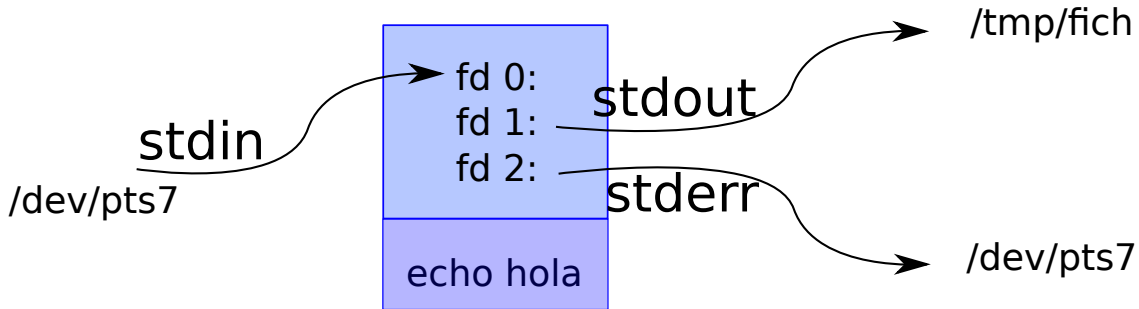 /tmp/fich
fd 0:
stdout
fd 1:
stdin
fd 2:
/dev/pts7
stderr
/dev/pts7
echo hola